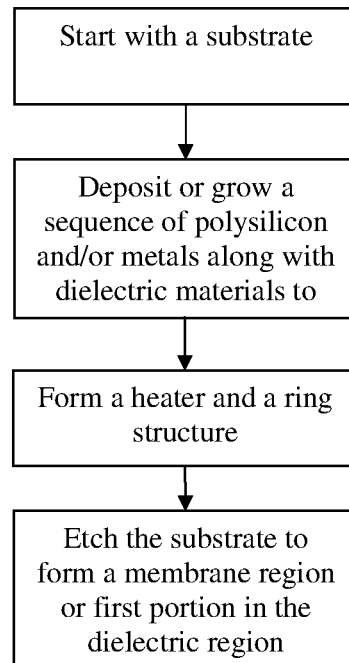 Start with a substrate
Deposit or grow a
sequence of polysilicon
and/or metals along with
dielectric materials to
Form a heater and a ring
structure
Etch the substrate to
form a membrane region
or first portion in the
dielectric region